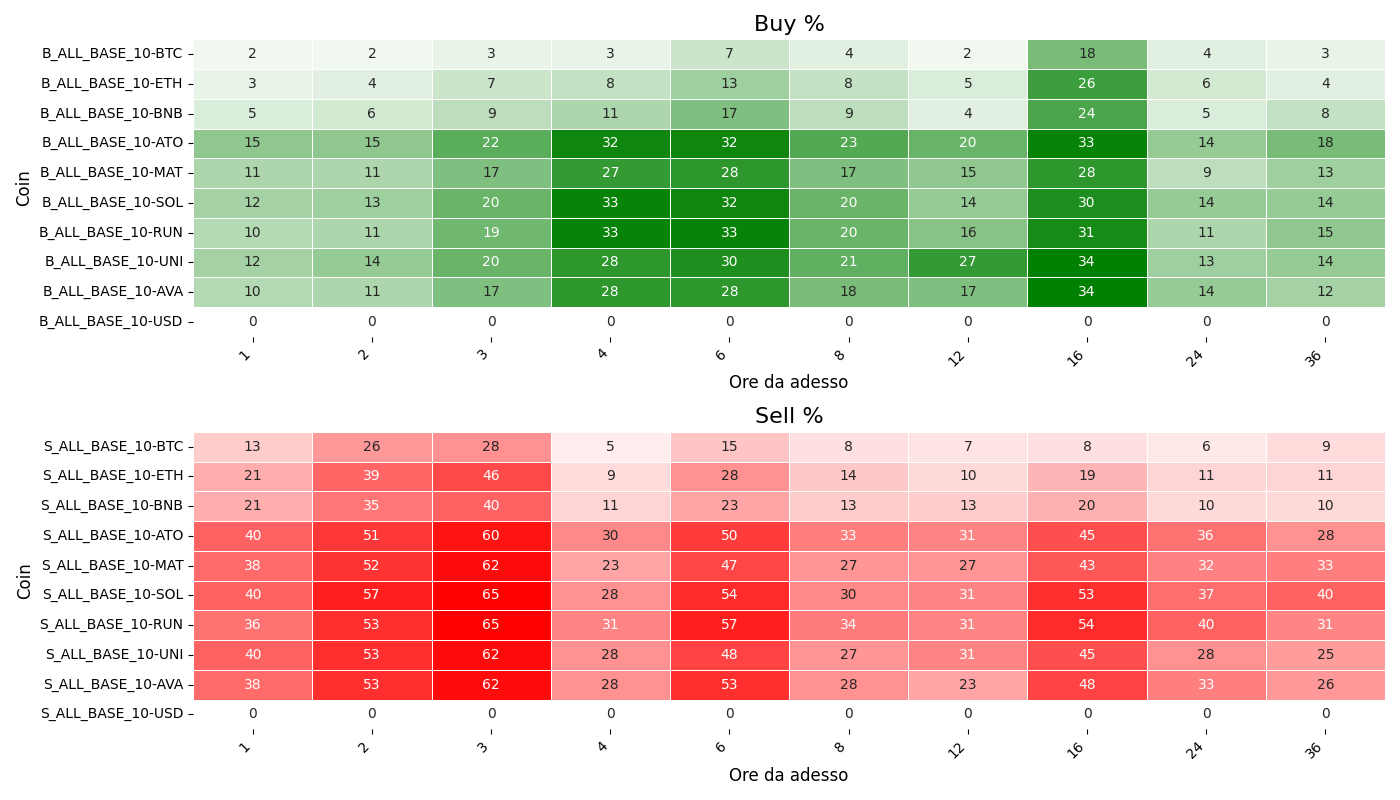 Buy %
Coin
B_ALL_BASE_10-BTC 2 2 3 3 7 4 2 18 4 3
B_ALL_BASE_10-ETH 3 4 7 8 13 8 5 26 6 4
B_ALL_BASE_10-BNB 5 6 9 11 17 9 4 24 5 8
B_ALL_BASE_10-ATO 15 15 22 32 32 23 20 33 14 18
B_ALL_BASE_10-MAT 11 11 17 27 28 17 15 28 9 13
B_ALL_BASE_10-SOL 12 13 20 33 32 20 14 30 14 14
B_ALL_BASE_10-RUN 10 11 19 33 33 20 16 31 11 15
B_ALL_BASE_10-UNI 12 14 20 28 30 21 27 34 13 14
B_ALL_BASE_10-AVA 10 11 17 28 28 18 17 34 14 12
B_ALL_BASE_10-USD 0 0 0 0 0 0 0 0 0 0
1 2 3 4 6 8 12 16 24 36
Ore da adesso
Sell %
Coin
S_ALL_BASE_10-BTC 13 26 28 5 15 8 7 8 6 9
S_ALL_BASE_10-ETH 21 39 46 9 28 14 10 19 11 11
S_ALL_BASE_10-BNB 21 35 40 11 23 13 13 20 10 10
S_ALL_BASE_10-ATO 40 51 60 30 50 33 31 45 36 28
S_ALL_BASE_10-MAT 38 52 62 23 47 27 27 43 32 33
S_ALL_BASE_10-SOL 40 57 65 28 54 30 31 53 37 40
S_ALL_BASE_10-RUN 36 53 65 31 57 34 31 54 40 31
S_ALL_BASE_10-UNI 40 53 62 28 48 27 31 45 28 25
S_ALL_BASE_10-AVA 38 53 62 28 53 28 23 48 33 26
S_ALL_BASE_10-USD 0 0 0 0 0 0 0 0 0 0
1 2 3 4 6 8 12 16 24 36
Ore da adesso